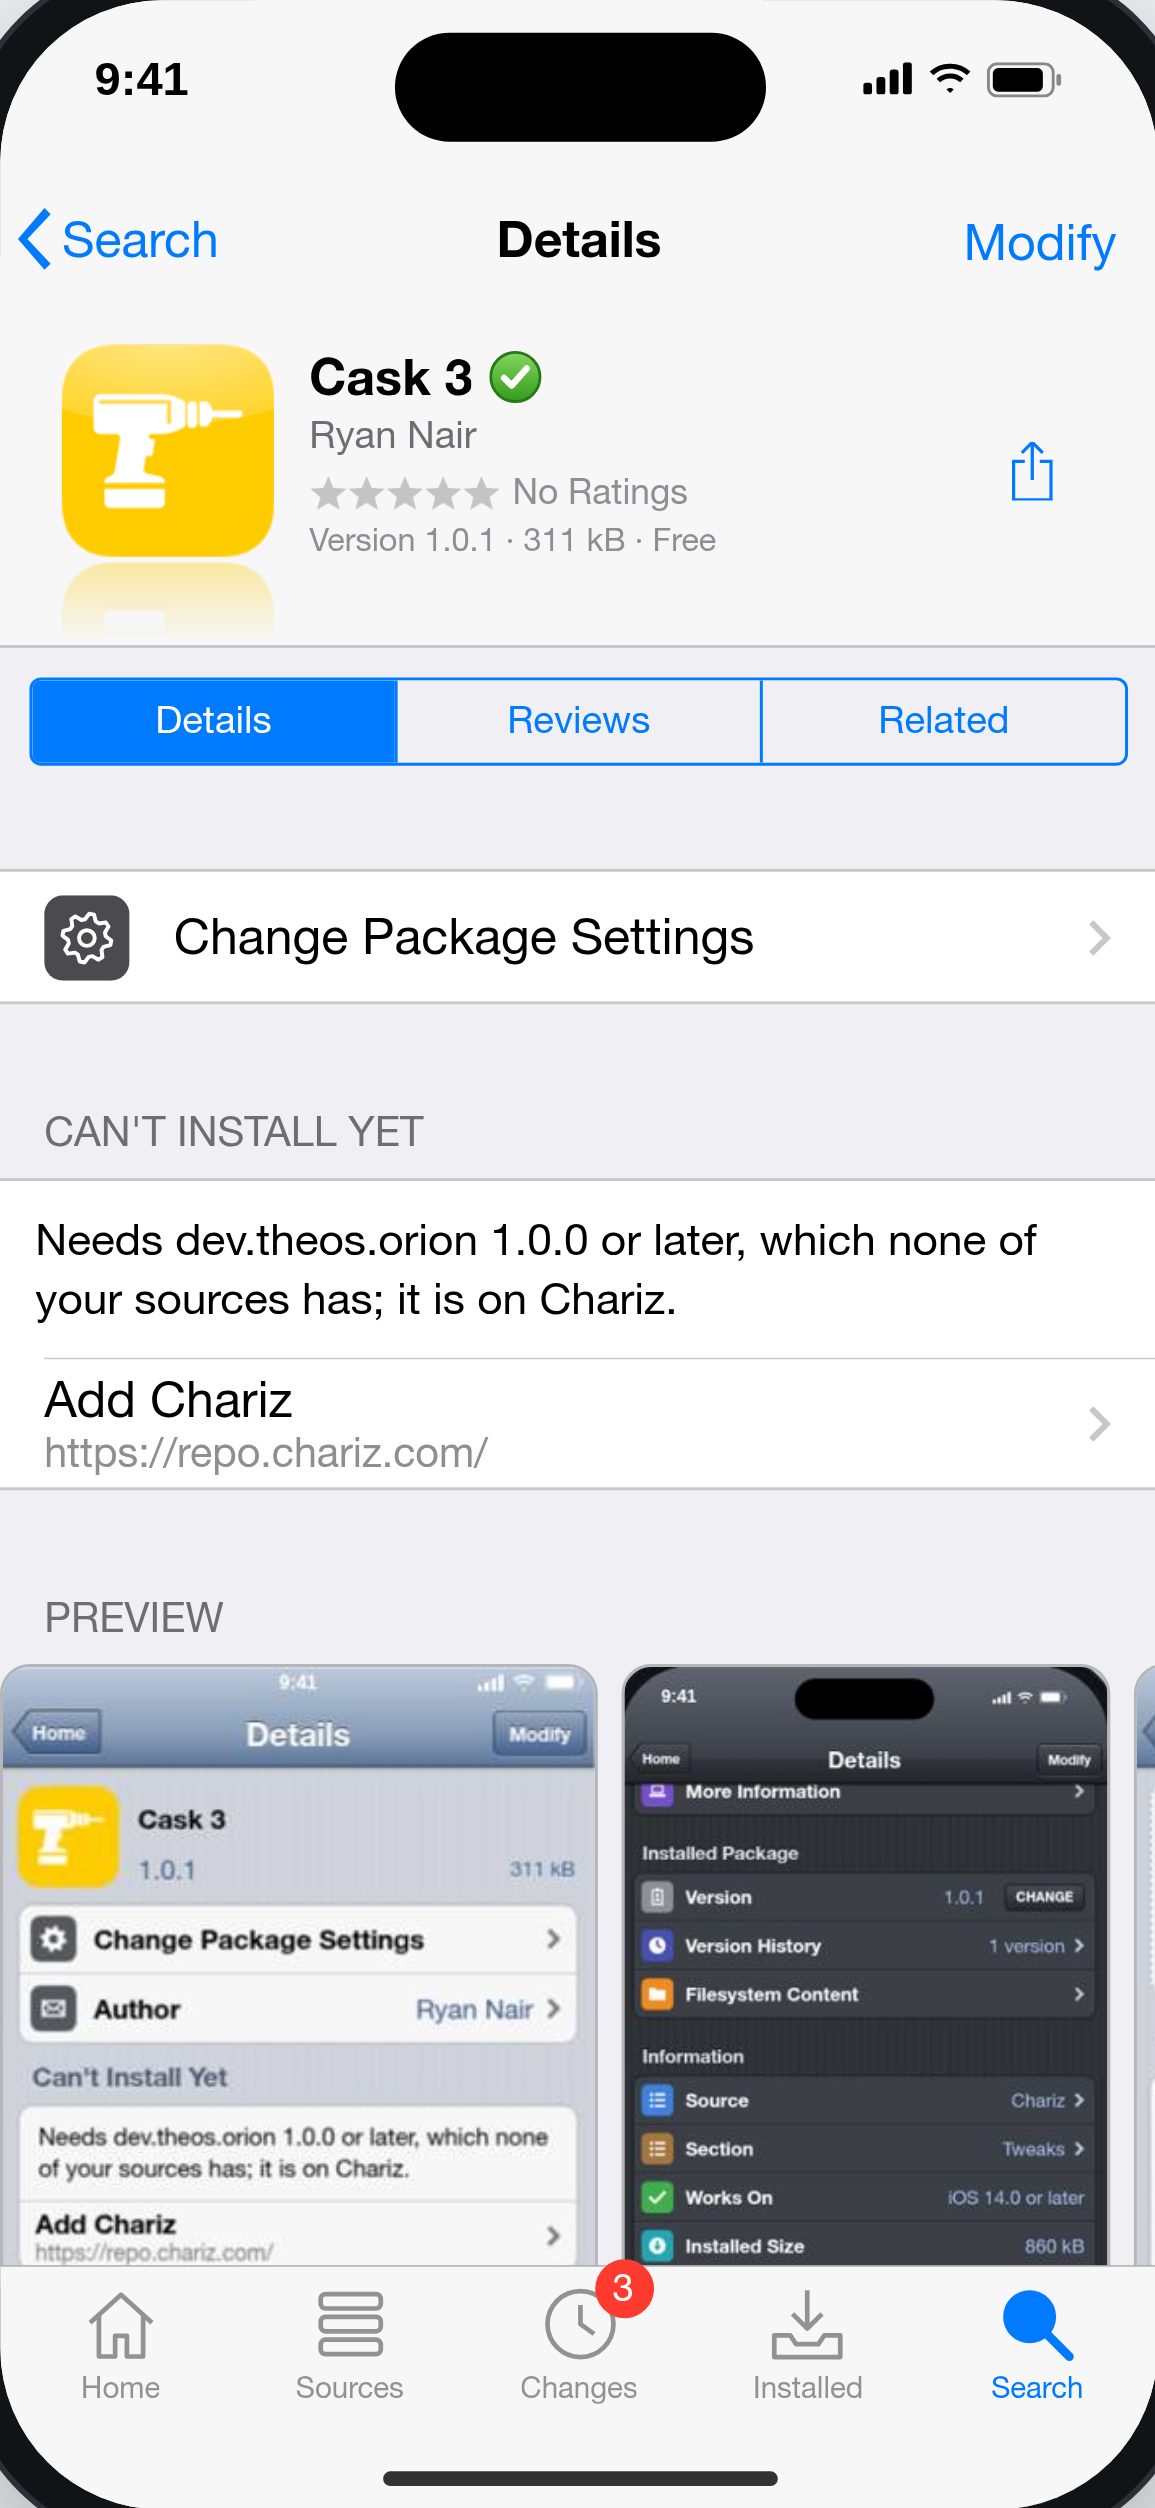 9:41
Search
Details
Modify
Cask 3
Ryan Nair
No Ratings
Version 1.0.1 · 311 kB · Free
Details
Reviews
Related
Change Package Settings
CAN'T INSTALL YET
Needs dev.theos.orion 1.0.0 or later, which none of
your sources has; it is on Chariz.
Add Chariz
https://repo.chariz.com/
PREVIEW
9:41
Home
Details
Modify
Cask 3
1.0.1
311 kB
Change Package Settings
Author
Ryan Nair
Can't Install Yet
Needs dev.theos.orion 1.0.0 or later, which none
of your sources has; it is on Chariz.
Add Chariz
https://repo.chariz.com/
9:41
Home
Details
Modify
More Information
Installed Package
Version
1.0.1
CHANGE
Version History
1 version
Filesystem Content
Information
Source
Chariz
Section
Tweaks
Works On
iOS 14.0 or later
Installed Size
860 kB
Home
Sources
3
Changes
Installed
Search